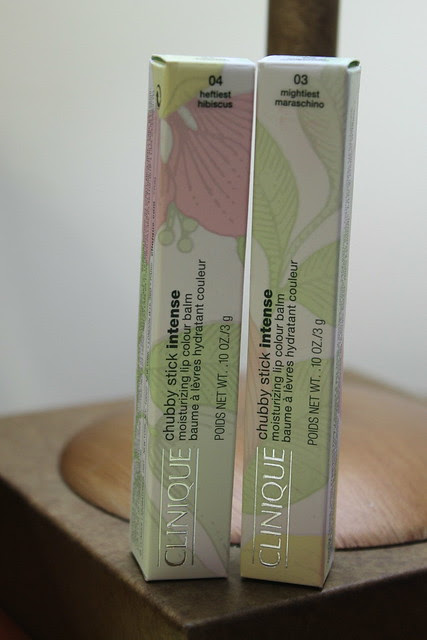 04
heftiest
hibiscus
CLINIQUE
chubby stick intense
moisturizing lip colour balm
baume à lèvres hydratant couleur
POIDS NET WT. .10 OZ./3 g
03
mightiest
maraschino
CLINIQUE
chubby stick intense
moisturizing lip colour balm
baume à lèvres hydratant couleur
POIDS NET WT. .10 OZ./3 g